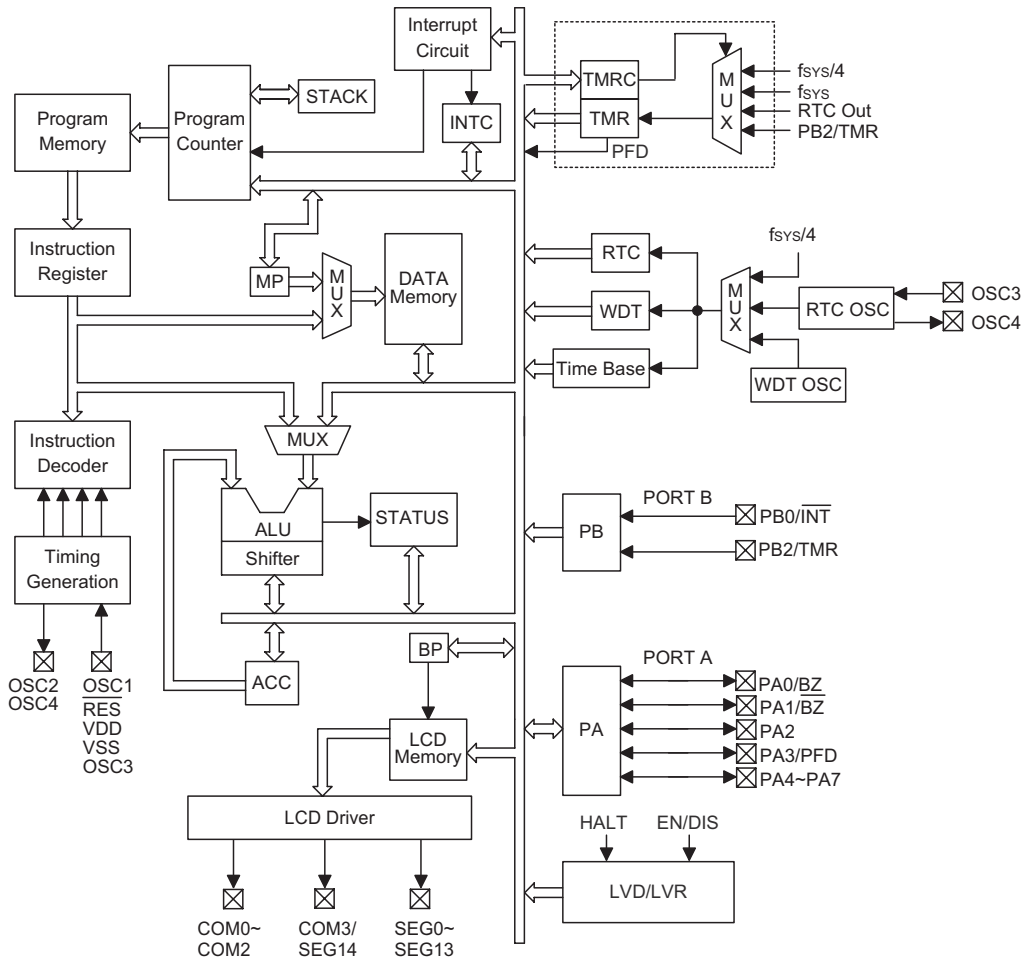 Interrupt
Circuit
STACK
INTC
Program
Memory
Program
Counter
TMRC
TMR
PFD
MUX
fSYS/4
fSYS
RTC Out
PB2/TMR
Instruction
Register
MP
MUX
DATA
Memory
RTC
WDT
Time Base
fSYS/4
MUX
RTC OSC
OSC3
OSC4
WDT OSC
Instruction
Decoder
MUX
ALU
Shifter
STATUS
Timing
Generation
OSC2
OSC4
OSC1
R̅E̅S̅
VDD
VSS
OSC3
ACC
BP
LCD
Memory
LCD Driver
COM0~
COM2
COM3/
SEG14
SEG0~
SEG13
PB
PORT B
PB0/I̅N̅T̅
PB2/TMR
PA
PORT A
PA0/BZ
PA1/B̅Z̅
PA2
PA3/PFD
PA4~PA7
HALT
EN/DIS
LVD/LVR